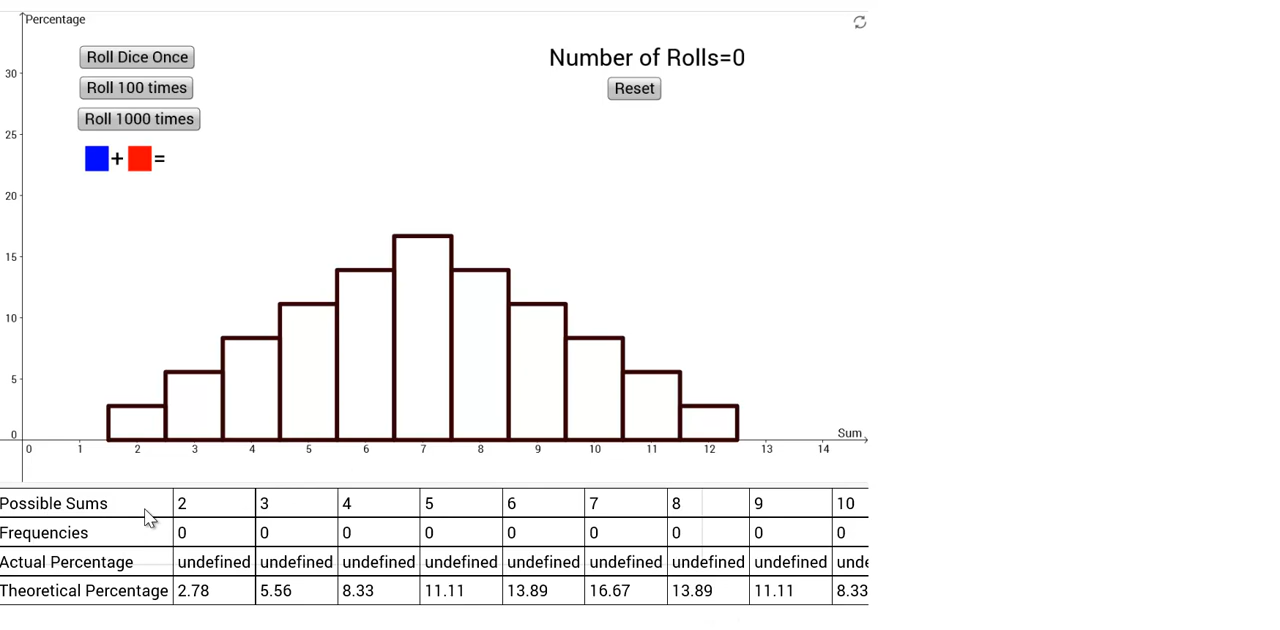 Percentage
Roll Dice Once
Number of Rolls=0
30
Roll 100 times
Reset
Roll 1000 times
25
+ =
20
15
10
5
0
Sum
0 1 2 3 4 5 6 7 8 9 10 11 12 13 14
Possible Sums 2 3 4 5 6 7 8 9 10
Frequencies 0 0 0 0 0 0 0 0 0
Actual Percentage undefined undefined undefined undefined undefined undefined undefined undefined unde
Theoretical Percentage 2.78 5.56 8.33 11.11 13.89 16.67 13.89 11.11 8.33